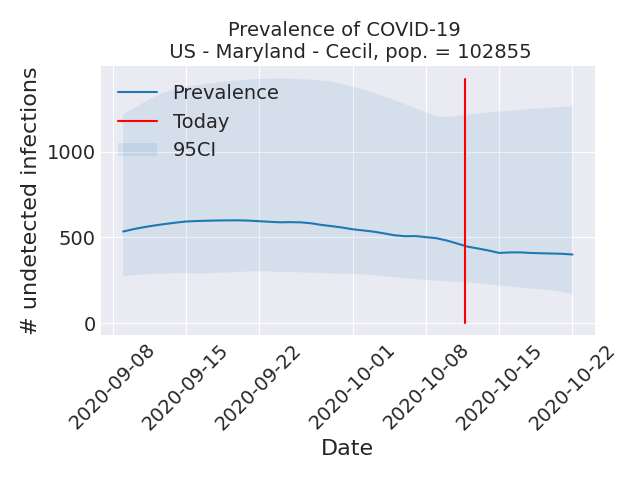 Prevalence of COVID-19
US - Maryland - Cecil, pop. = 102855
# undetected infections
1000
500
0
Prevalence
Today
95CI
2020-09-08
2020-09-15
2020-09-22
2020-10-01
2020-10-08
2020-10-15
2020-10-22
Date